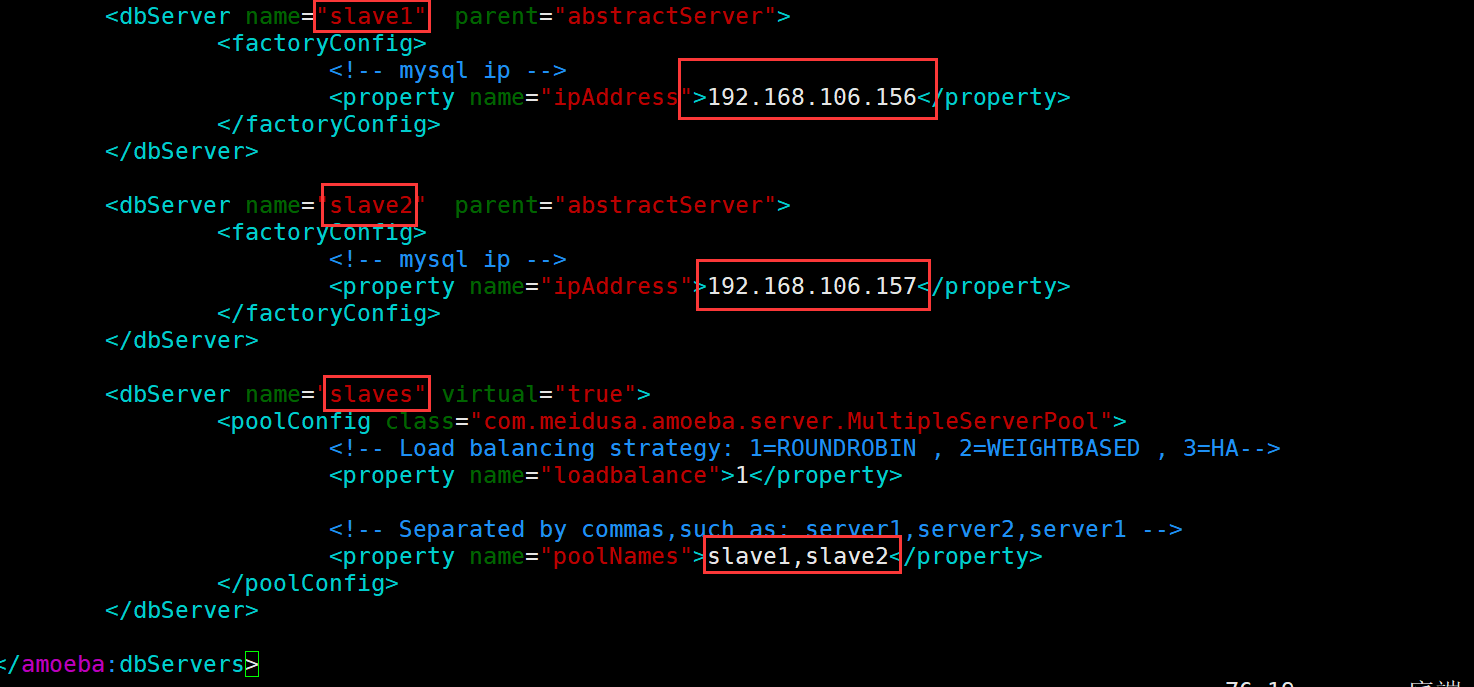 <dbServer name="slave1"  parent="abstractServer">
<factoryConfig>
<!-- mysql ip -->
<property name="ipAddress">192.168.106.156</property>
</factoryConfig>
</dbServer>
<dbServer name="slave2"  parent="abstractServer">
<factoryConfig>
<!-- mysql ip -->
<property name="ipAddress">192.168.106.157</property>
</factoryConfig>
</dbServer>
<dbServer name="slaves" virtual="true">
<poolConfig class="com.meidusa.amoeba.server.MultipleServerPool">
<!-- Load balancing strategy: 1=ROUNDROBIN , 2=WEIGHTBASED , 3=HA-->
<property name="loadbalance">1</property>
<!-- Separated by commas,such as: server1,server2,server1 -->
<property name="poolNames">slave1,slave2</property>
</poolConfig>
</dbServer>
</amoeba:dbServers>